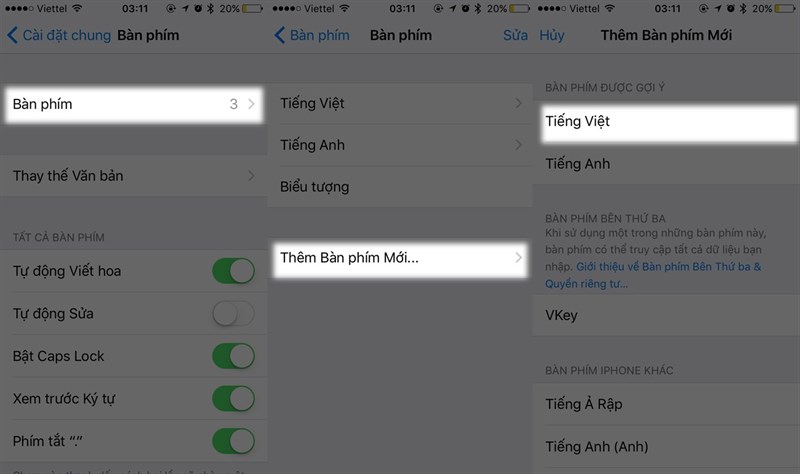 Viettel 03:11 20%
Cài đặt chung Bàn phím
Bàn phím 3
Thay thế Văn bản
TẤT CẢ BÀN PHÍM
Tự động Viết hoa
Tự động Sửa
Bật Caps Lock
Xem trước Ký tự
Phím tắt “.”
Viettel 03:11 20%
Bàn phím Bàn phím Sửa
Tiếng Việt
Tiếng Anh
Biểu tượng
Thêm Bàn phím Mới...
Viettel 03:11 20%
Hủy Thêm Bàn phím Mới
BÀN PHÍM ĐƯỢC GỢI Ý
Tiếng Việt
Tiếng Anh
BÀN PHÍM BÊN THỨ BA
Khi sử dụng một trong những bàn phím này,
bàn phím có thể truy cập tất cả dữ liệu bạn
nhập. Giới thiệu về Bàn phím Bên Thứ ba &
Quyền riêng tư...
VKey
BÀN PHÍM IPHONE KHÁC
Tiếng Ả Rập
Tiếng Anh (Anh)